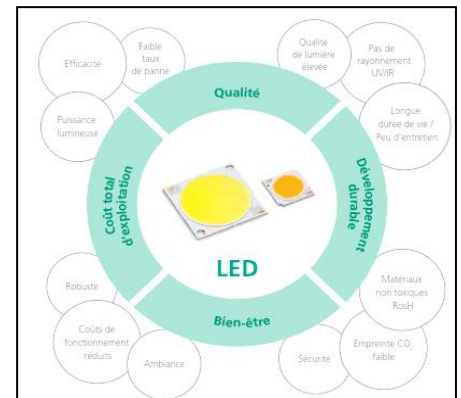 Efficacité
Faible
taux
de panne
Puissance
lumineuse
Qualité
de lumière
élevée
Pas de
rayonnement
UV/IR
Longue
durée de vie /
Peu d'entretien
Qualité
Coût total
d'exploitation
Développement
durable
LED
Bien-être
Robuste
Coûts de
fonctionnement
réduits
Ambiance
Sécurité
Matériaux
non toxiques
RosH
Empreinte CO₂
faible